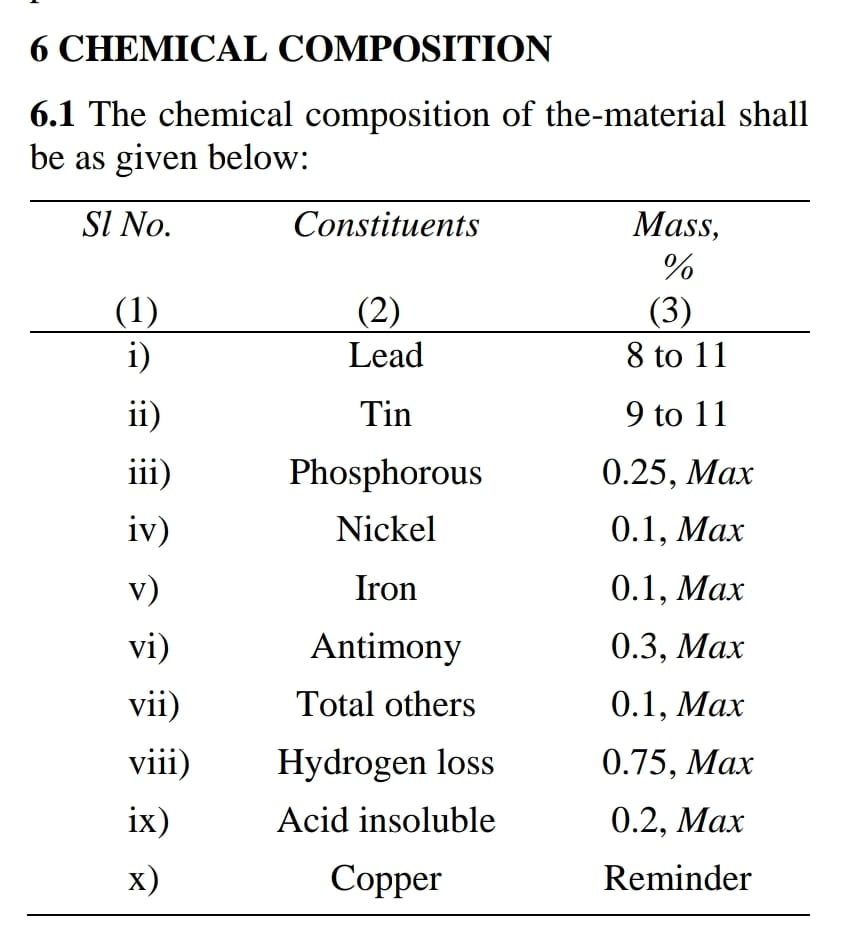 6 CHEMICAL COMPOSITION
6.1 The chemical composition of the-material shall
be as given below:
Sl No. Constituents Mass,
%
(1) (2) (3)
i) Lead 8 to 11
ii) Tin 9 to 11
iii) Phosphorous 0.25, Max
iv) Nickel 0.1, Max
v) Iron 0.1, Max
vi) Antimony 0.3, Max
vii) Total others 0.1, Max
viii) Hydrogen loss 0.75, Max
ix) Acid insoluble 0.2, Max
x) Copper Reminder